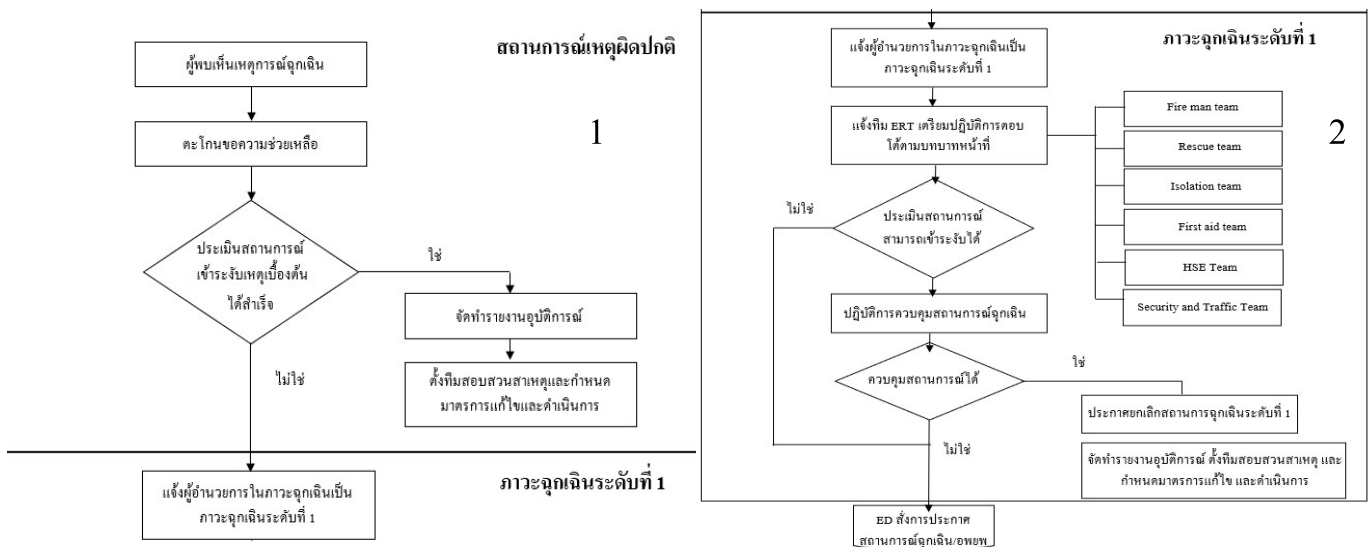 สถานการณ์เหตุผิดปกติ
ผู้พบเห็นเหตุการณ์ฉุกเฉิน
1
ตะโกนขอความช่วยเหลือ
ประเมินสถานการณ์
เข้าระงับเหตุเบื้องต้น
ได้สำเร็จ
ใช่
จัดทำรายงานอุบัติการณ์
ไม่ใช่
ตั้งทีมสอบสวนสาเหตุและกำหนด
มาตรการแก้ไขและดำเนินการ
ภาวะฉุกเฉินระดับที่ 1
แจ้งผู้อำนวยการในภาวะฉุกเฉินเป็น
ภาวะฉุกเฉินระดับที่ 1
ภาวะฉุกเฉินระดับที่ 1
แจ้งผู้อำนวยการในภาวะฉุกเฉินเป็น
ภาวะฉุกเฉินระดับที่ 1
2
แจ้งทีม ERT เตรียมปฏิบัติการตอบ
โต้ตามบทบาทหน้าที่
Fire man team
Rescue team
Isolation team
First aid team
HSE Team
Security and Traffic Team
ไม่ใช่
ประเมินสถานการณ์
สามารถเข้าระงับได้
ปฏิบัติการควบคุมสถานการณ์ฉุกเฉิน
ควบคุมสถานการณ์ได้
ใช่
ประกาศยกเลิกสถานการฉุกเฉินระดับที่ 1
ไม่ใช่
จัดทำรายงานอุบัติการณ์ ตั้งทีมสอบสวนสาเหตุ และ
กำหนดมาตรการแก้ไข และดำเนินการ
ED สั่งการประกาศ
สถานการณ์ฉุกเฉิน/อพยพ